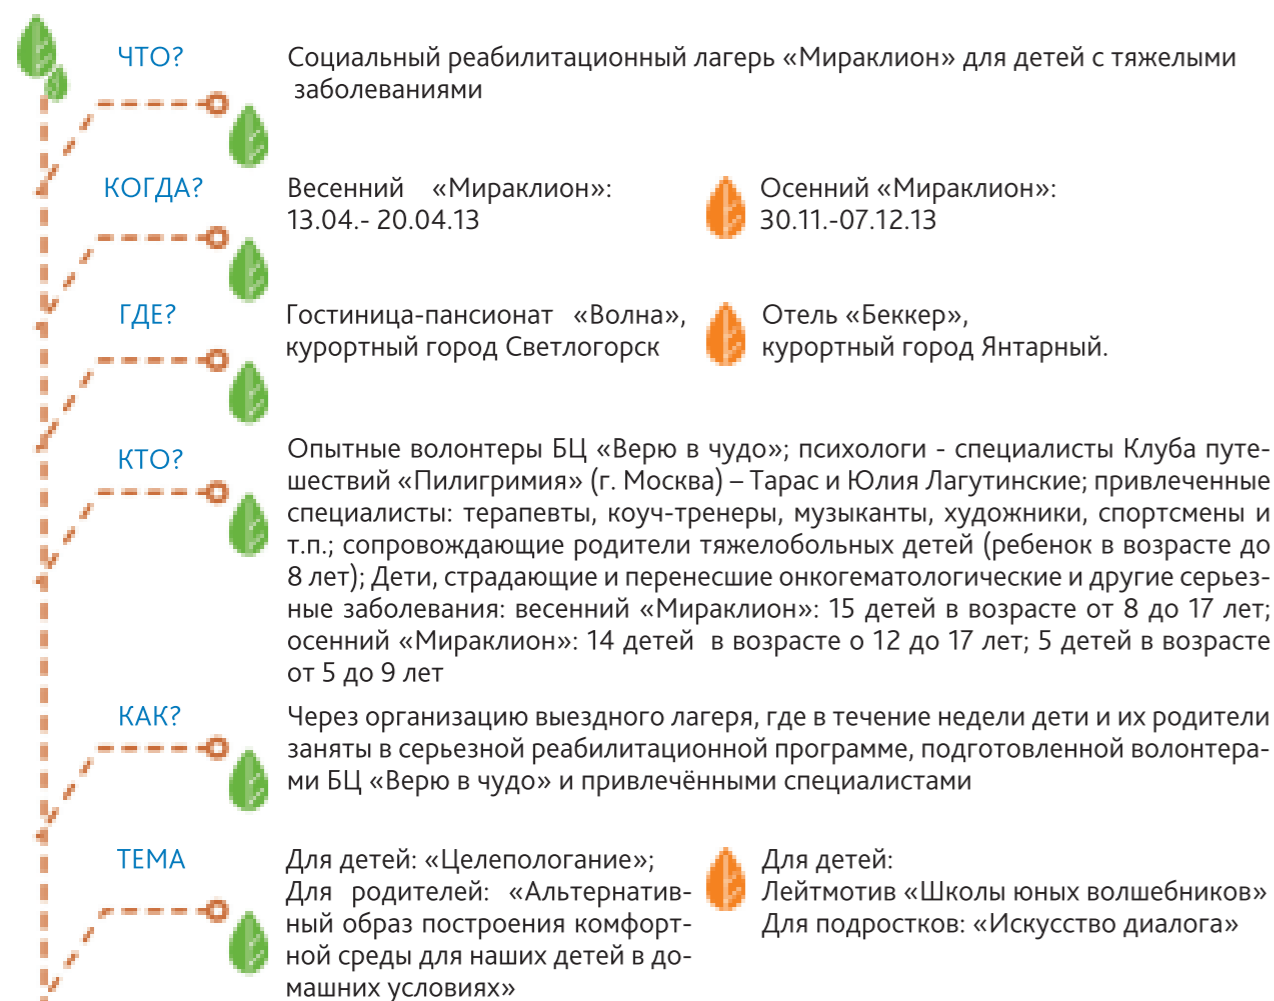 ЧТО?
Социальный реабилитационный лагерь «Мираклион» для детей с тяжелыми
заболеваниями
КОГДА?
Весенний «Мираклион»:
13.04.- 20.04.13
Осенний «Мираклион»:
30.11.-07.12.13
ГДЕ?
Гостиница-пансионат «Волна»,
курортный город Светлогорск
Отель «Беккер»,
курортный город Янтарный.
КТО?
Опытные волонтеры БЦ «Верю в чудо»; психологи - специалисты Клуба путе-
шествий «Пилигримия» (г. Москва) – Тарас и Юлия Лагутинские; привлеченные
специалисты: терапевты, коуч-тренеры, музыканты, художники, спортсмены и
т.п.; сопровождающие родители тяжелобольных детей (ребенок в возрасте до
8 лет); Дети, страдающие и перенесшие онкогематологические и другие серьез-
ные заболевания: весенний «Мираклион»: 15 детей в возрасте от 8 до 17 лет;
осенний «Мираклион»: 14 детей в возрасте о 12 до 17 лет; 5 детей в возрасте
от 5 до 9 лет
КАК?
Через организацию выездного лагеря, где в течение недели дети и их родители
заняты в серьезной реабилитационной программе, подготовленной волонтера-
ми БЦ «Верю в чудо» и привлечёнными специалистами
ТЕМА
Для детей: «Целепологание»;
Для родителей: «Альтернатив-
ный образ построения комфорт-
ной среды для наших детей в до-
машних условиях»
Для детей:
Лейтмотив «Школы юных волшебников»
Для подростков: «Искусство диалога»